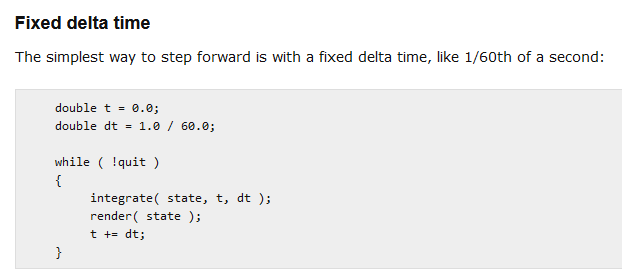 Fixed delta time
The simplest way to step forward is with a fixed delta time, like 1/60th of a second:
double t = 0.0;
double dt = 1.0 / 60.0;
while ( !quit )
{
integrate( state, t, dt );
render( state );
t += dt;
}